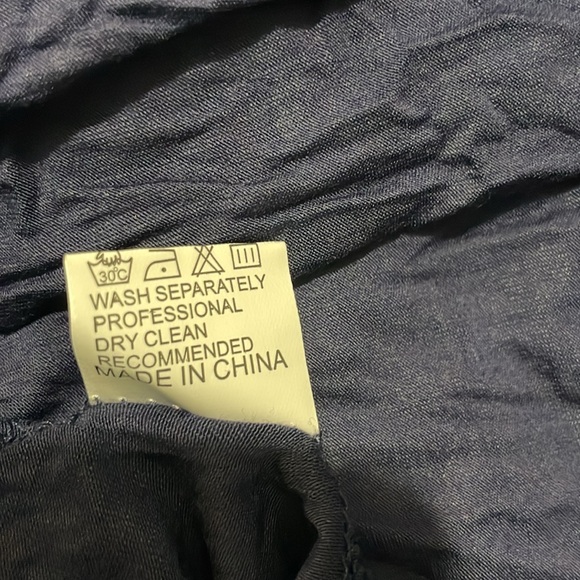 30°C
WASH SEPARATELY
PROFESSIONAL
DRY CLEAN
RECOMMENDED
MADE IN CHINA